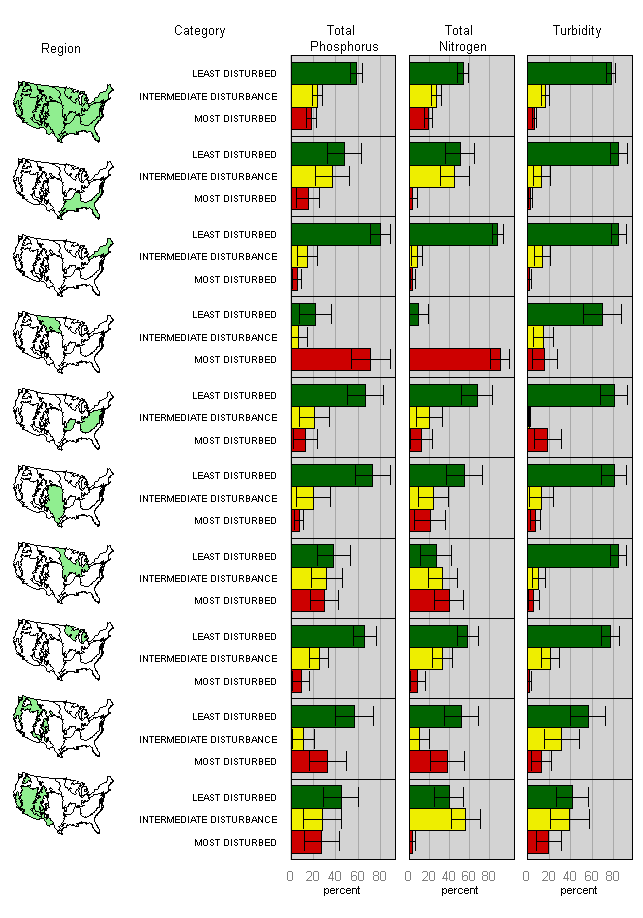 Region
Category
Total
Phosphorus
Total
Nitrogen
Turbidity
LEAST DISTURBED
INTERMEDIATE DISTURBANCE
MOST DISTURBED
LEAST DISTURBED
INTERMEDIATE DISTURBANCE
MOST DISTURBED
LEAST DISTURBED
INTERMEDIATE DISTURBANCE
MOST DISTURBED
LEAST DISTURBED
INTERMEDIATE DISTURBANCE
MOST DISTURBED
LEAST DISTURBED
INTERMEDIATE DISTURBANCE
MOST DISTURBED
LEAST DISTURBED
INTERMEDIATE DISTURBANCE
MOST DISTURBED
LEAST DISTURBED
INTERMEDIATE DISTURBANCE
MOST DISTURBED
LEAST DISTURBED
INTERMEDIATE DISTURBANCE
MOST DISTURBED
LEAST DISTURBED
INTERMEDIATE DISTURBANCE
MOST DISTURBED
LEAST DISTURBED
INTERMEDIATE DISTURBANCE
MOST DISTURBED
0 20 40 60 80 0 20 40 60 80 0 20 40 60 80
percent percent percent